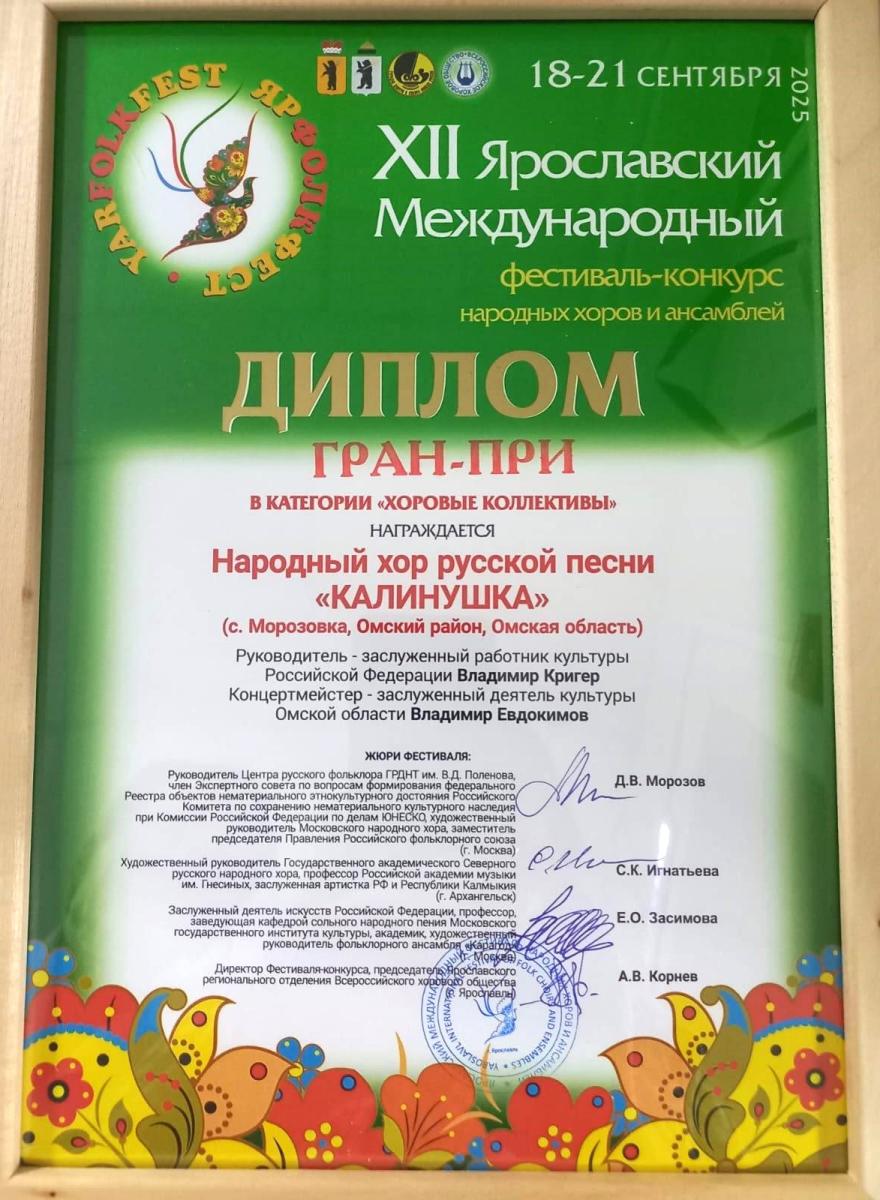 YARFOLKFEST ЯРФОЛКФЕСТ
18-21 СЕНТЯБРЯ
2025
XII Ярославский
Международный
фестиваль-конкурс
народных хоров и ансамблей
ДИПЛОМ
ГРАН-ПРИ
В КАТЕГОРИИ «ХОРОВЫЕ КОЛЛЕКТИВЫ»
НАГРАЖДАЕТСЯ
Народный хор русской песни
«КАЛИНУШКА»
(с. Морозовка, Омский район, Омская область)
Руководитель - заслуженный работник культуры
Российской Федерации Владимир Кригер
Концертмейстер - заслуженный деятель культуры
Омской области Владимир Евдокимов
ЖЮРИ ФЕСТИВАЛЯ:
Руководитель Центра русского фольклора ГРДНТ им. В.Д. Поленова,
член Экспертного совета по вопросам формирования федерального
Реестра объектов нематериального этнокультурного достояния Российского
Комитета по сохранению нематериального культурного наследия
при Комиссии Российской Федерации по делам ЮНЕСКО, художественный
руководитель Московского народного хора, заместитель
председателя Правления Российского фольклорного союза
(г. Москва)
Д.В. Морозов
Художественный руководитель Государственного академического Северного
русского народного хора, профессор Российской академии музыки
им. Гнесиных, заслуженная артистка РФ и Республики Калмыкия
(г. Архангельск)
С.К. Игнатьева
Заслуженный деятель искусств Российской Федерации, профессор,
заведующая кафедрой сольного народного пения Московского
государственного института культуры, академик, художественный
руководитель фольклорного ансамбля «Карагод»
(г. Москва)
Е.О. Засимова
Директор Фестиваля-конкурса, председатель Ярославского
регионального отделения Всероссийского хорового общества
Ярославль)
А.В. Корнев